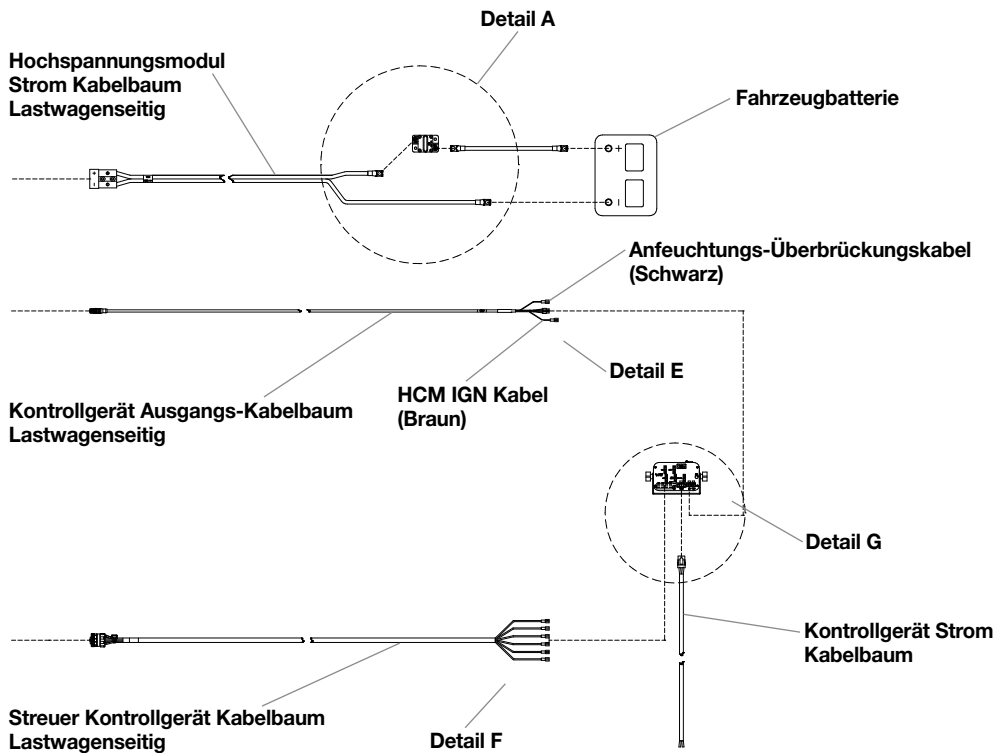 Detail A
Hochspannungsmodul
Strom Kabelbaum
Lastwagenseitig
Fahrzeugbatterie
+
–
+
–
Anfeuchtungs-Überbrückungskabel
(Schwarz)
Detail E
HCM IGN Kabel
(Braun)
Kontrollgerät Ausgangs-Kabelbaum
Lastwagenseitig
Detail G
Kontrollgerät Strom
Kabelbaum
Streuer Kontrollgerät Kabelbaum
Lastwagenseitig
Detail F